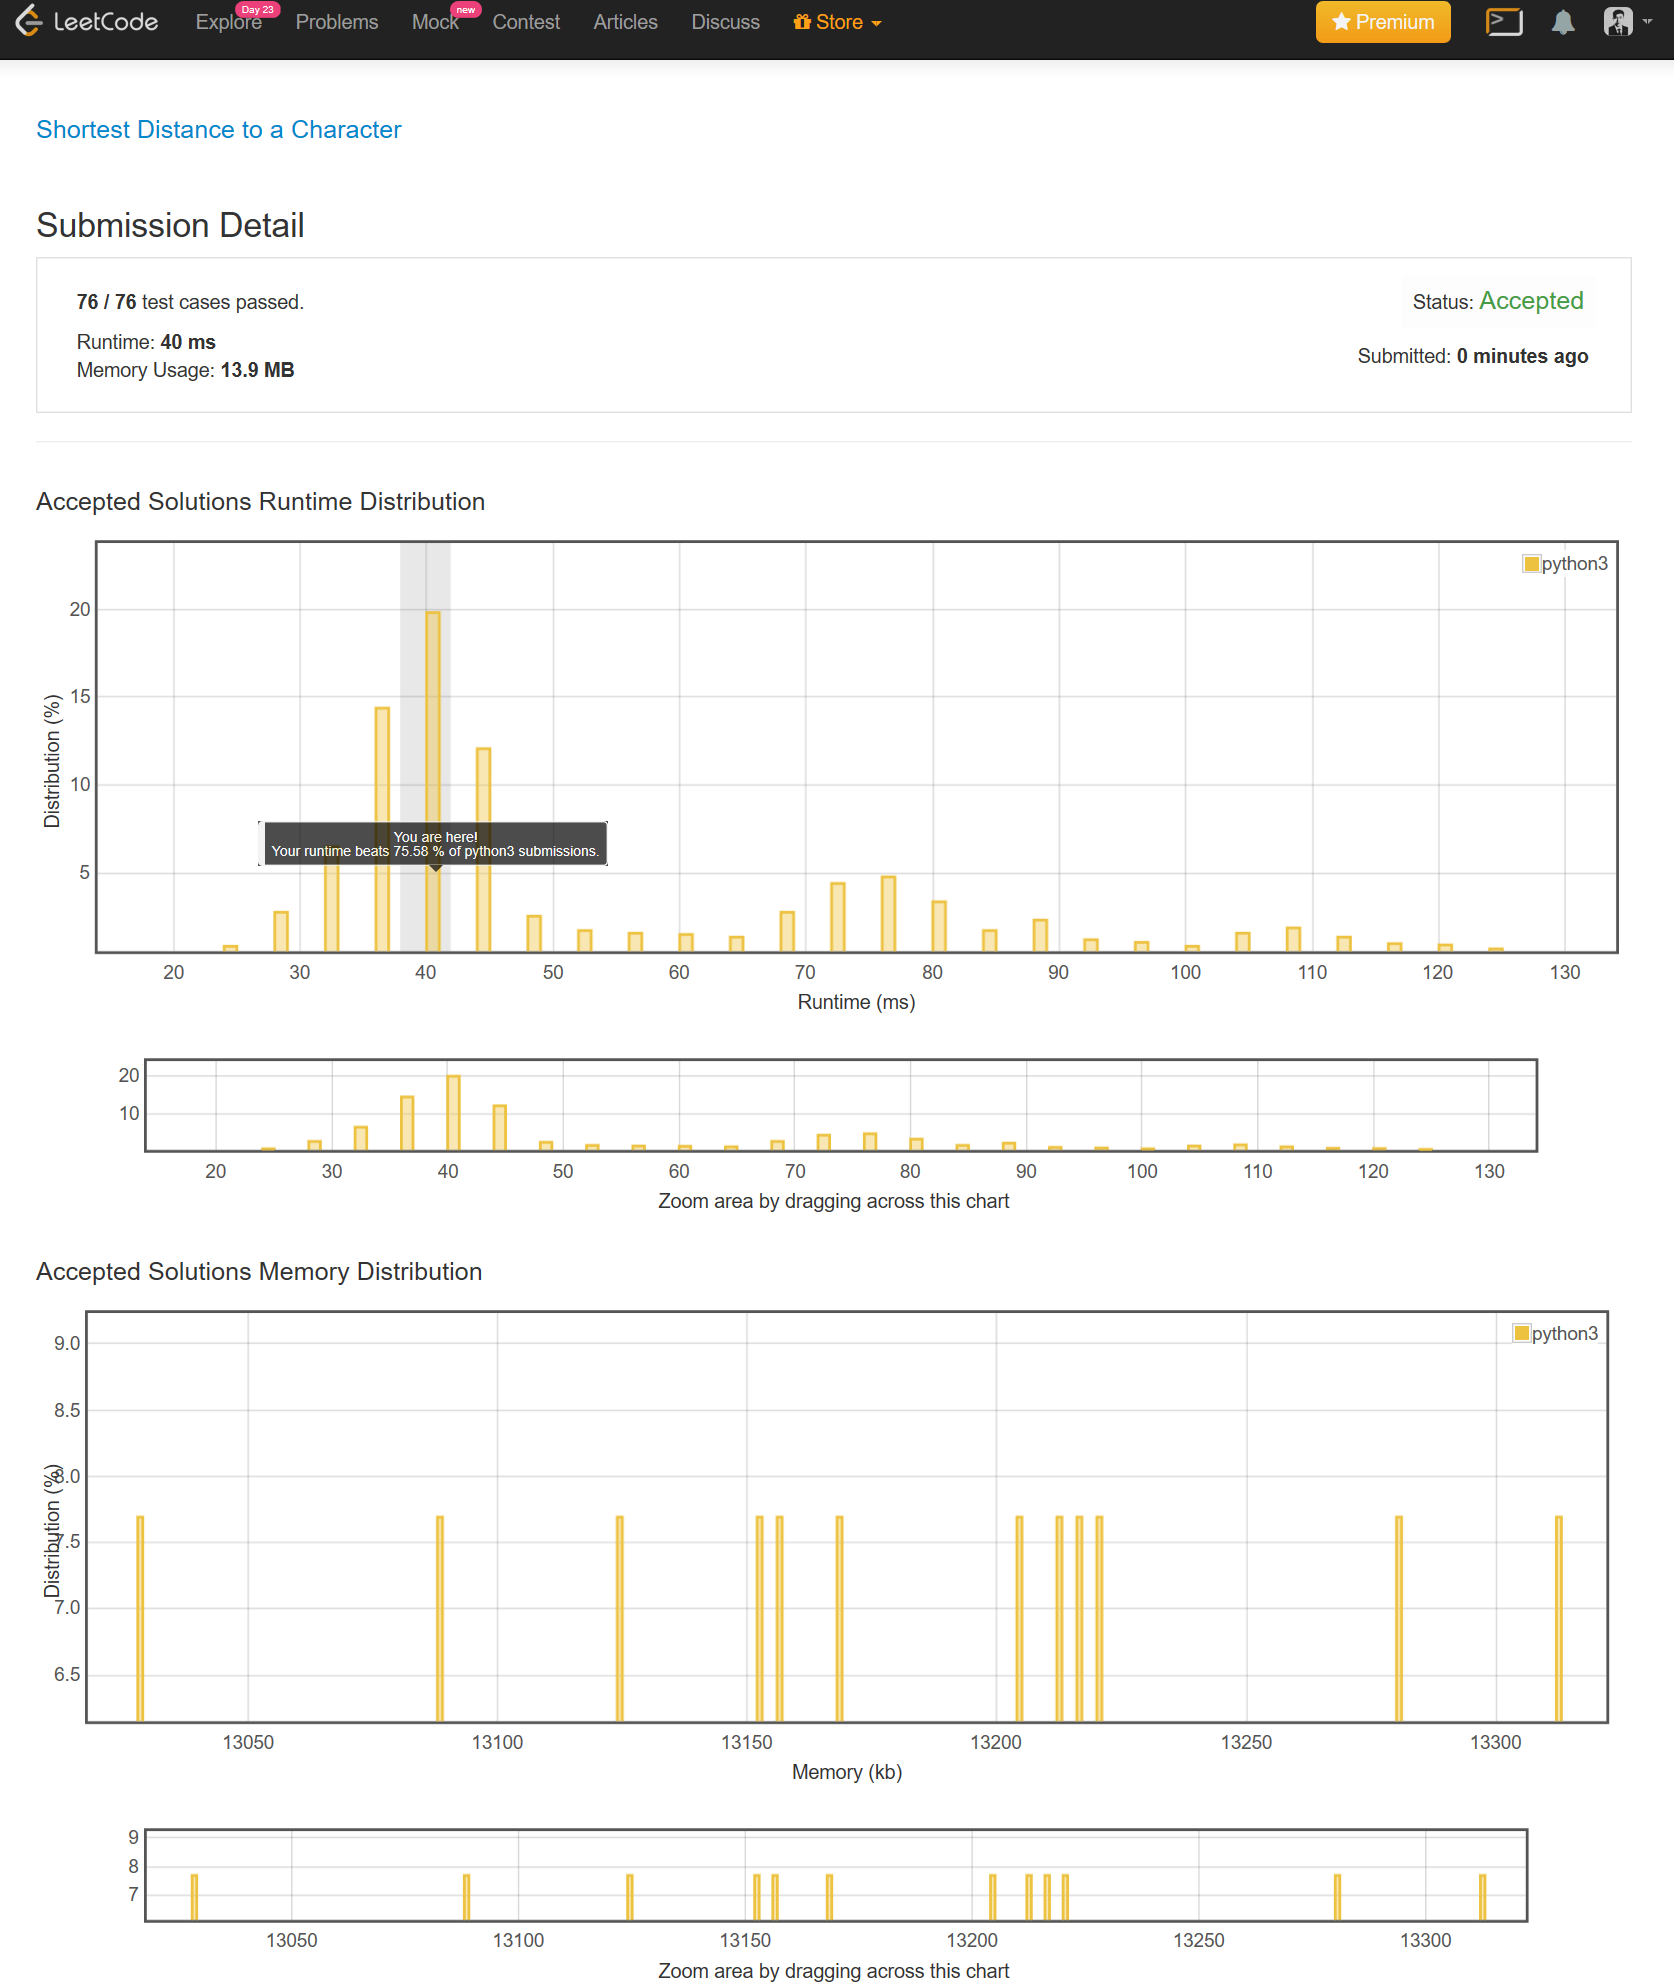 LeetCode Explore Day 23 Problems Mock new Contest Articles Discuss Store Premium
Shortest Distance to a Character
Submission Detail
76 / 76 test cases passed.
Status: Accepted
Runtime: 40 ms
Submitted: 0 minutes ago
Memory Usage: 13.9 MB
Accepted Solutions Runtime Distribution
python3
20
15
10
5
Distribution (%)
You are here!
Your runtime beats 75.58 % of python3 submissions.
20 30 40 50 60 70 80 90 100 110 120 130
Runtime (ms)
20
10
20 30 40 50 60 70 80 90 100 110 120 130
Zoom area by dragging across this chart
Accepted Solutions Memory Distribution
python3
9.0
8.5
8.0
7.5
7.0
6.5
Distribution (%)
13050 13100 13150 13200 13250 13300
Memory (kb)
9
8
7
13050 13100 13150 13200 13250 13300
Zoom area by dragging across this chart